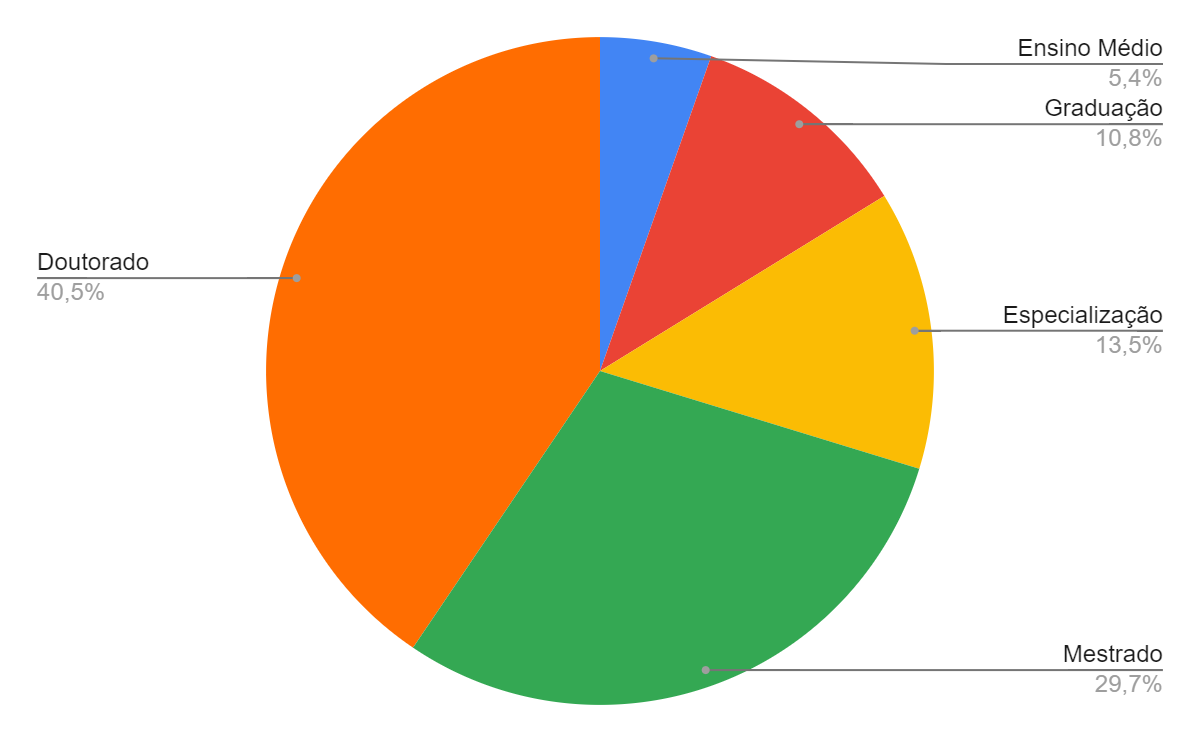 Ensino Médio
5,4%
Graduação
10,8%
Doutorado
40,5%
Especialização
13,5%
Mestrado
29,7%